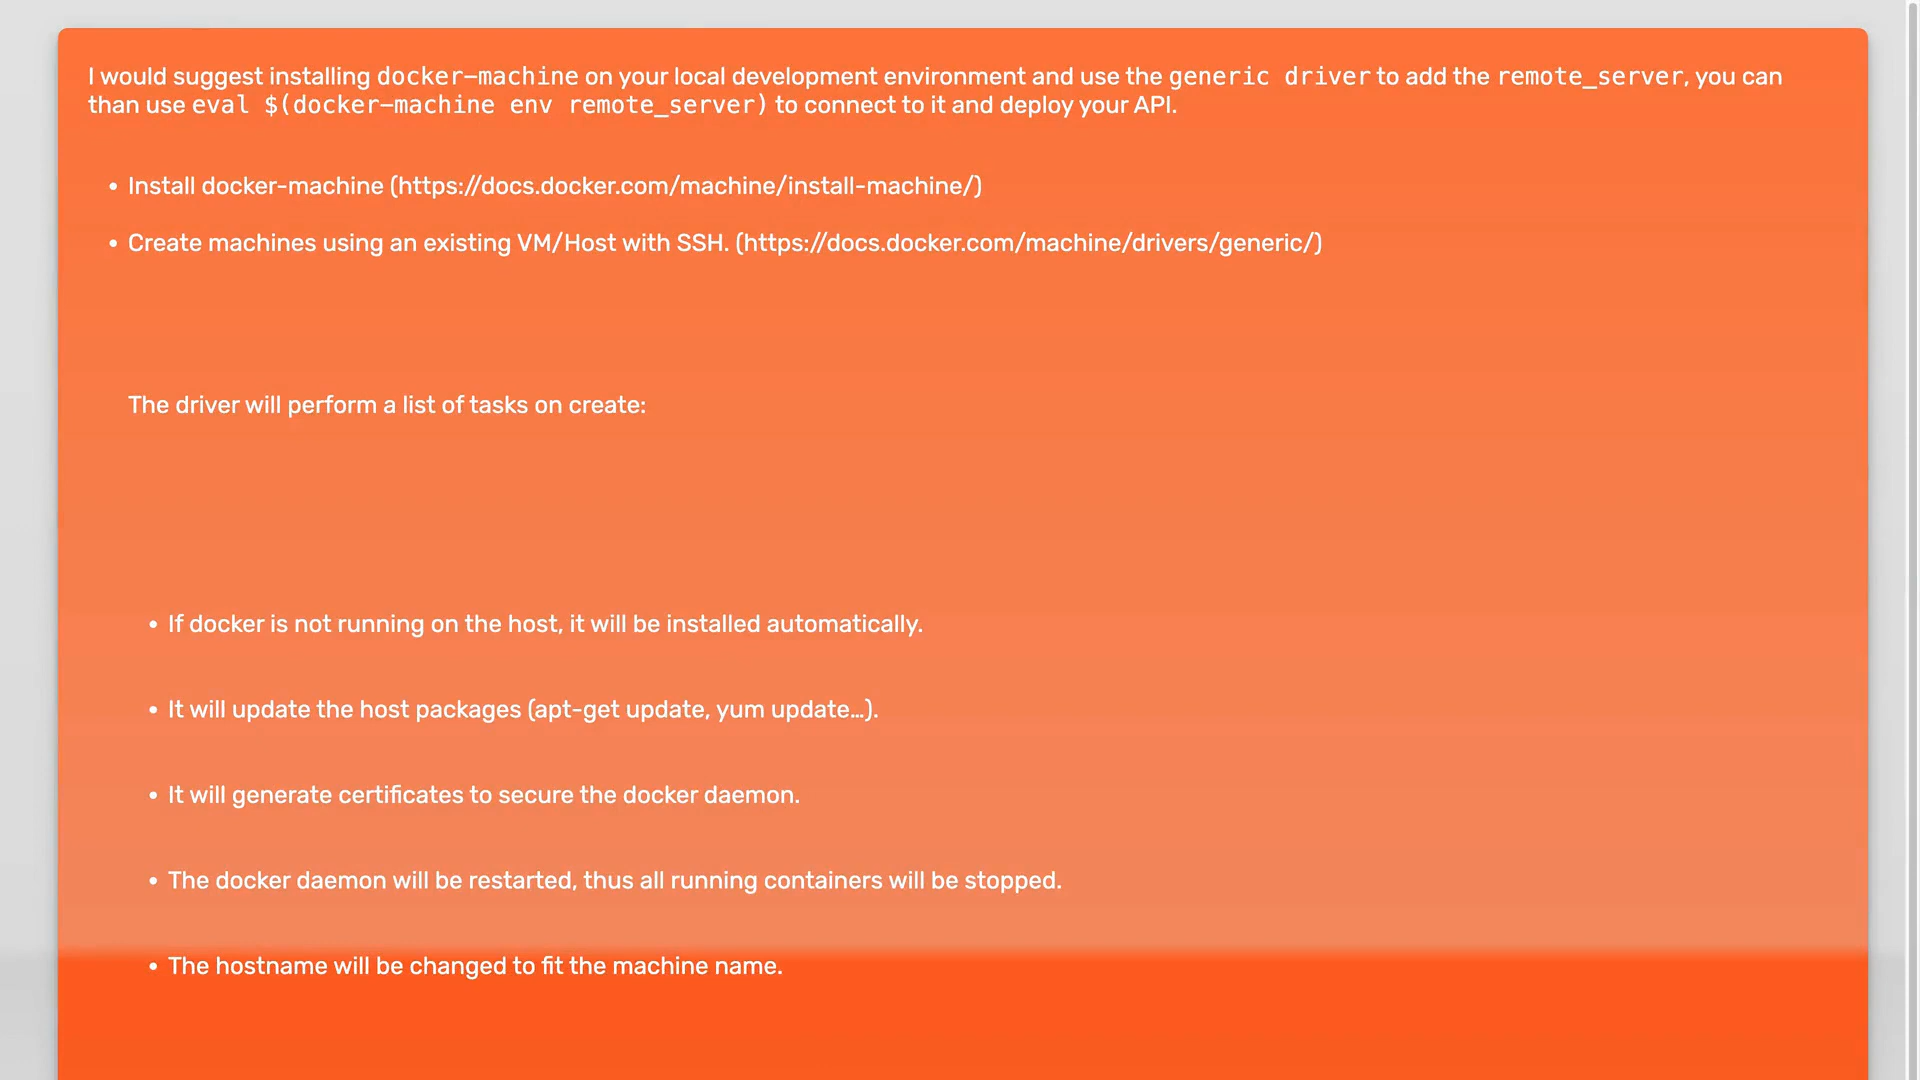 I would suggest installing docker-machine on your local development environment and use the generic driver to add the remote_server, you can
than use eval $(docker-machine env remote_server) to connect to it and deploy your API.
• Install docker-machine (https://docs.docker.com/machine/install-machine/)
• Create machines using an existing VM/Host with SSH. (https://docs.docker.com/machine/drivers/generic/)
The driver will perform a list of tasks on create:
• If docker is not running on the host, it will be installed automatically.
• It will update the host packages (apt-get update, yum update…).
• It will generate certificates to secure the docker daemon.
• The docker daemon will be restarted, thus all running containers will be stopped.
• The hostname will be changed to fit the machine name.